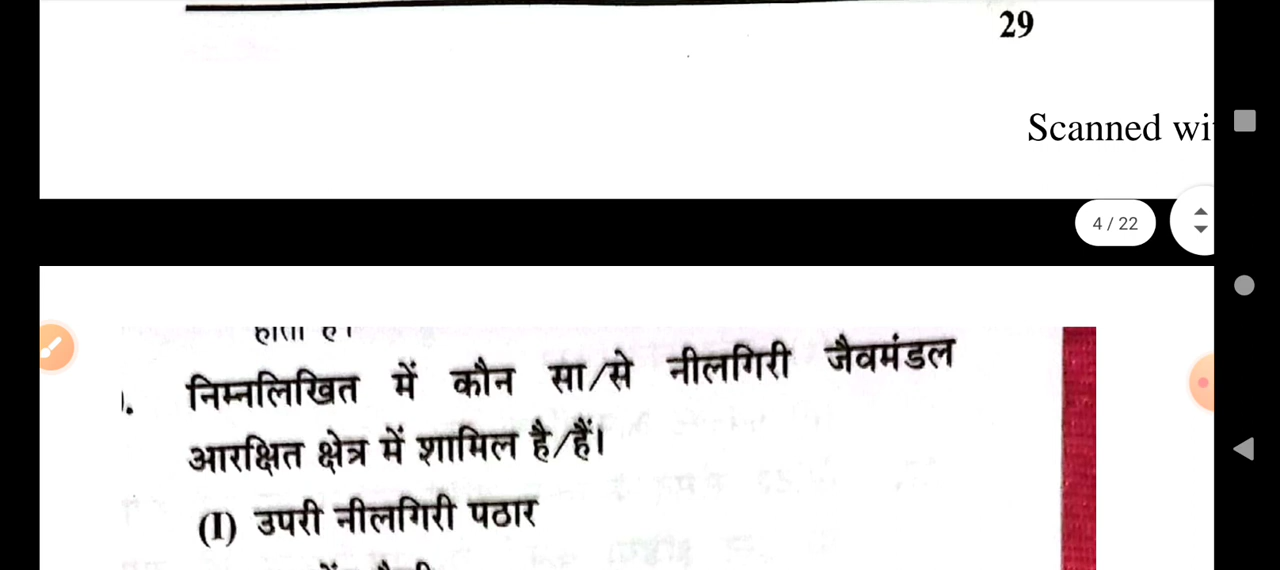 29
Scanned wi
4 / 22
निम्नलिखित में कौन सा/से नीलगिरी जैवमंडल
आरक्षित क्षेत्र में शामिल है/हैं।
(I) उपरी नीलगिरी पठार